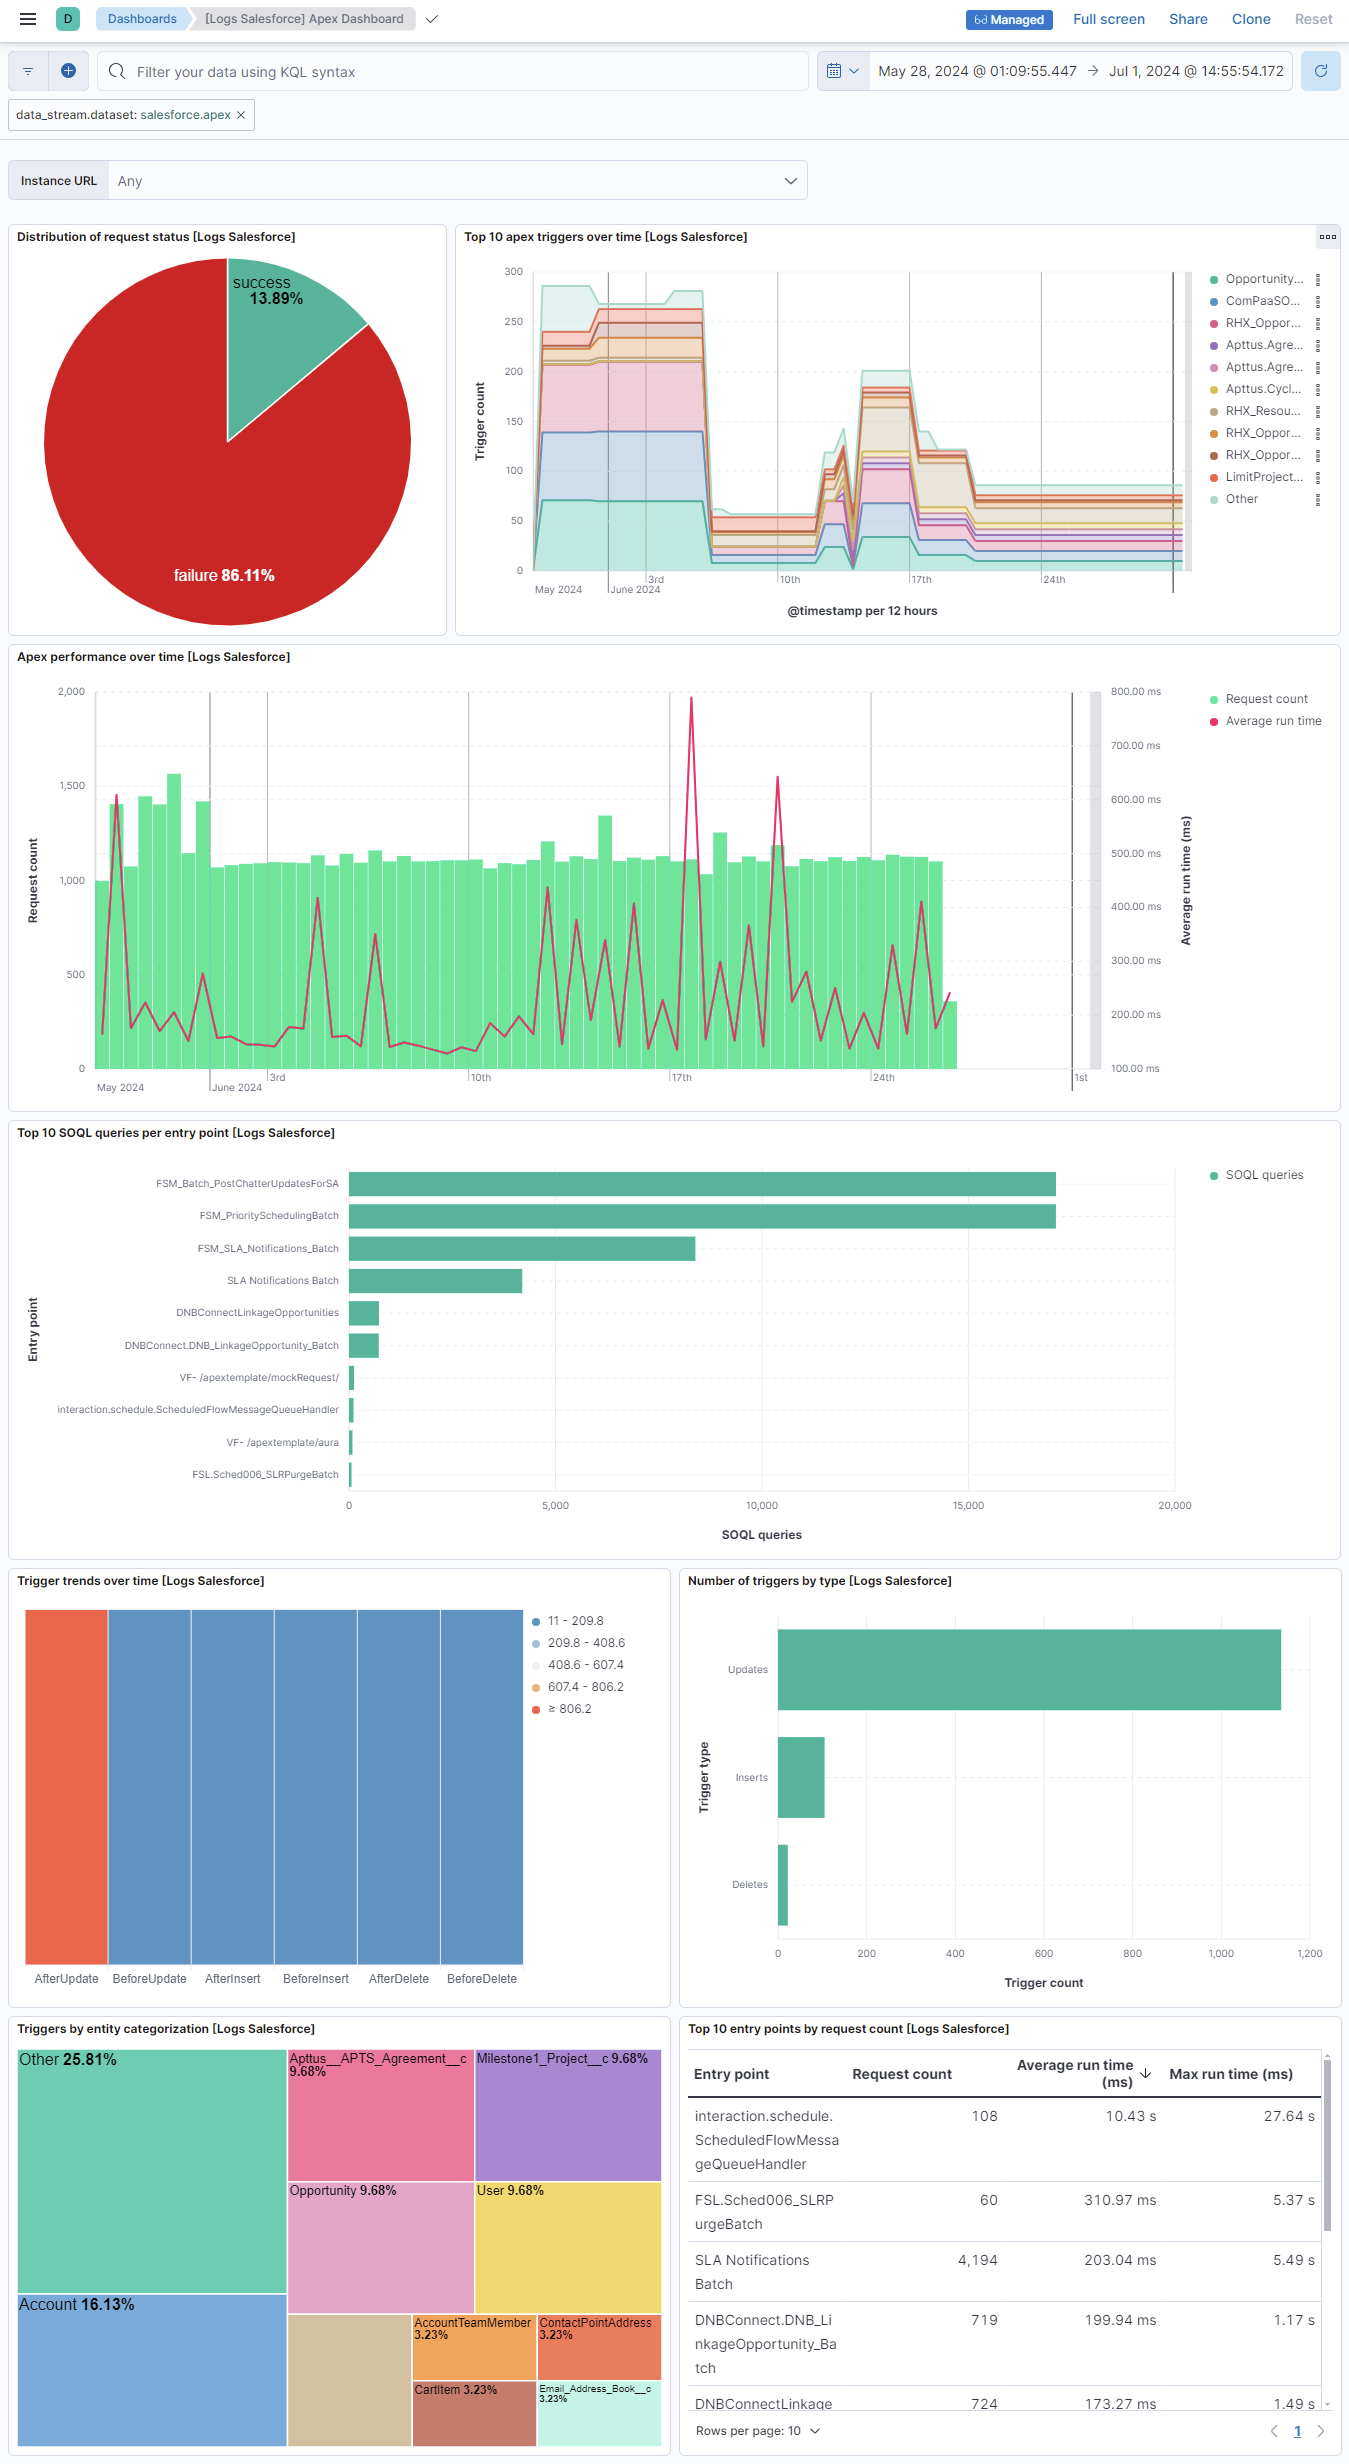 D
Dashboards
[Logs Salesforce] Apex Dashboard
Managed
Full screen
Share
Clone
Reset
Filter your data using KQL syntax
May 28, 2024 @ 01:09:55.447 → Jul 1, 2024 @ 14:55:54.172
data_stream.dataset: salesforce.apex ×
Instance URL
Any
Distribution of request status [Logs Salesforce]
success
13.89%
failure 86.11%
Top 10 apex triggers over time [Logs Salesforce]
Trigger count
300
250
200
150
100
50
0
May 2024
June 2024
3rd
10th
17th
24th
@timestamp per 12 hours
Opportunity...
ComPaaSO...
RHX_Oppor...
Apttus.Agre...
Apttus.Agre...
Apttus.Cycl...
RHX_Resou...
RHX_Oppor...
RHX_Oppor...
LimitProject...
Other
Apex performance over time [Logs Salesforce]
Request count
2,000
1,500
1,000
500
0
May 2024
June 2024
3rd
10th
17th
24th
1st
800.00 ms
700.00 ms
600.00 ms
500.00 ms
400.00 ms
300.00 ms
200.00 ms
100.00 ms
Average run time (ms)
Request count
Average run time
Top 10 SOQL queries per entry point [Logs Salesforce]
Entry point
FSM_Batch_PostChatterUpdatesForSA
FSM_PrioritySchedulingBatch
FSM_SLA_Notifications_Batch
SLA Notifications Batch
DNBConnectLinkageOpportunities
DNBConnect.DNB_LinkageOpportunity_Batch
VF- /apextemplate/mockRequest/
interaction.schedule.ScheduledFlowMessageQueueHandler
VF- /apextemplate/aura
FSL.Sched006_SLRPurgeBatch
0
5,000
10,000
15,000
20,000
SOQL queries
SOQL queries
Trigger trends over time [Logs Salesforce]
11 - 209.8
209.8 - 408.6
408.6 - 607.4
607.4 - 806.2
≥ 806.2
AfterUpdate
BeforeUpdate
AfterInsert
BeforeInsert
AfterDelete
BeforeDelete
Number of triggers by type [Logs Salesforce]
Trigger type
Updates
Inserts
Deletes
0
200
400
600
800
1,000
1,200
Trigger count
Triggers by entity categorization [Logs Salesforce]
Other 25.81%
Apttus__APTS_Agreement__c
9.68%
Milestone1_Project__c 9.68%
Opportunity 9.68%
User 9.68%
Account 16.13%
AccountTeamMember
3.23%
ContactPointAddress
3.23%
CartItem 3.23%
Email_Address_Book__c
3.23%
Top 10 entry points by request count [Logs Salesforce]
Entry point
Request count
Average run time
(ms)
Max run time (ms)
interaction.schedule.
ScheduledFlowMessa
geQueueHandler
108
10.43 s
27.64 s
FSL.Sched006_SLRP
urgeBatch
60
310.97 ms
5.37 s
SLA Notifications
Batch
4,194
203.04 ms
5.49 s
DNBConnect.DNB_Li
nkageOpportunity_Ba
tch
719
199.94 ms
1.17 s
DNBConnectLinkage
724
173.27 ms
1.49 s
Rows per page: 10
1